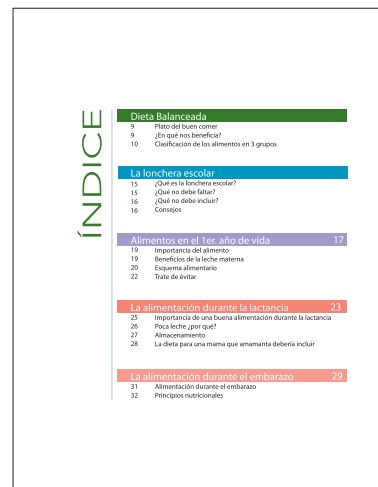 ÍNDICE
Dieta Balanceada
9 Plato del buen comer
9 ¿En qué nos beneficia?
10 Clasificación de los alimentos en 3 grupos
La lonchera escolar
15 ¿Qué es la lonchera escolar?
15 ¿Qué no debe faltar?
16 ¿Qué no debe incluir?
16 Consejos
Alimentos en el 1er. año de vida 17
19 Importancia del alimento
19 Beneficios de la leche materna
20 Esquema alimentario
22 Trate de évitar
La alimentación durante la lactancia 23
25 Importancia de una buena alimentación durante la lactancia
26 Poca leche ¿por qué?
27 Almacenamiento
28 La dieta para una mama que amamanta debería incluir
La alimentación durante el embarazo 29
31 Alimentación durante el embarazo
32 Principios nutricionales